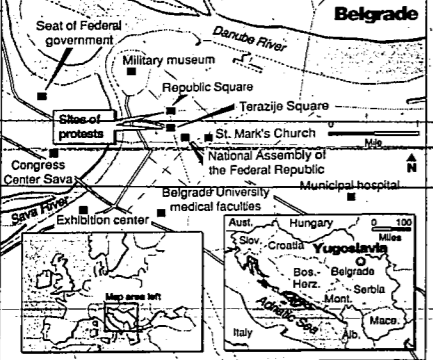 Belgrade
Seat of Federal
government
Danube River
Military museum
Republic Square
Terazije Square
Sites of
protests
St. Mark's Church
0
Mile
National Assembly of
the Federal Republic
N
Congress
Center Sava
Belgrade University
medical faculties
Municipal hospital
Sava River
Exhibition center
Map area left
Aust.
Hungary
0 100
Miles
Slov.
Croatia
Yugoslavia
Belgrade
Bos.-
Herz.
Serbia
Mont.
Adriatic Sea
Mace.
Italy
Alb.